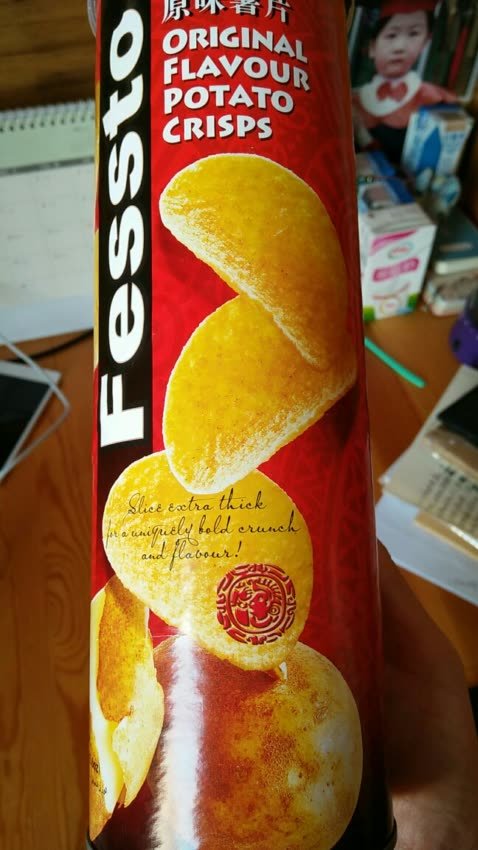 原味薯片
ORIGINAL
FLAVOUR
POTATO
CRISPS
Fessto
Slice extra thick
for a uniquely bold crunch
and flavour!